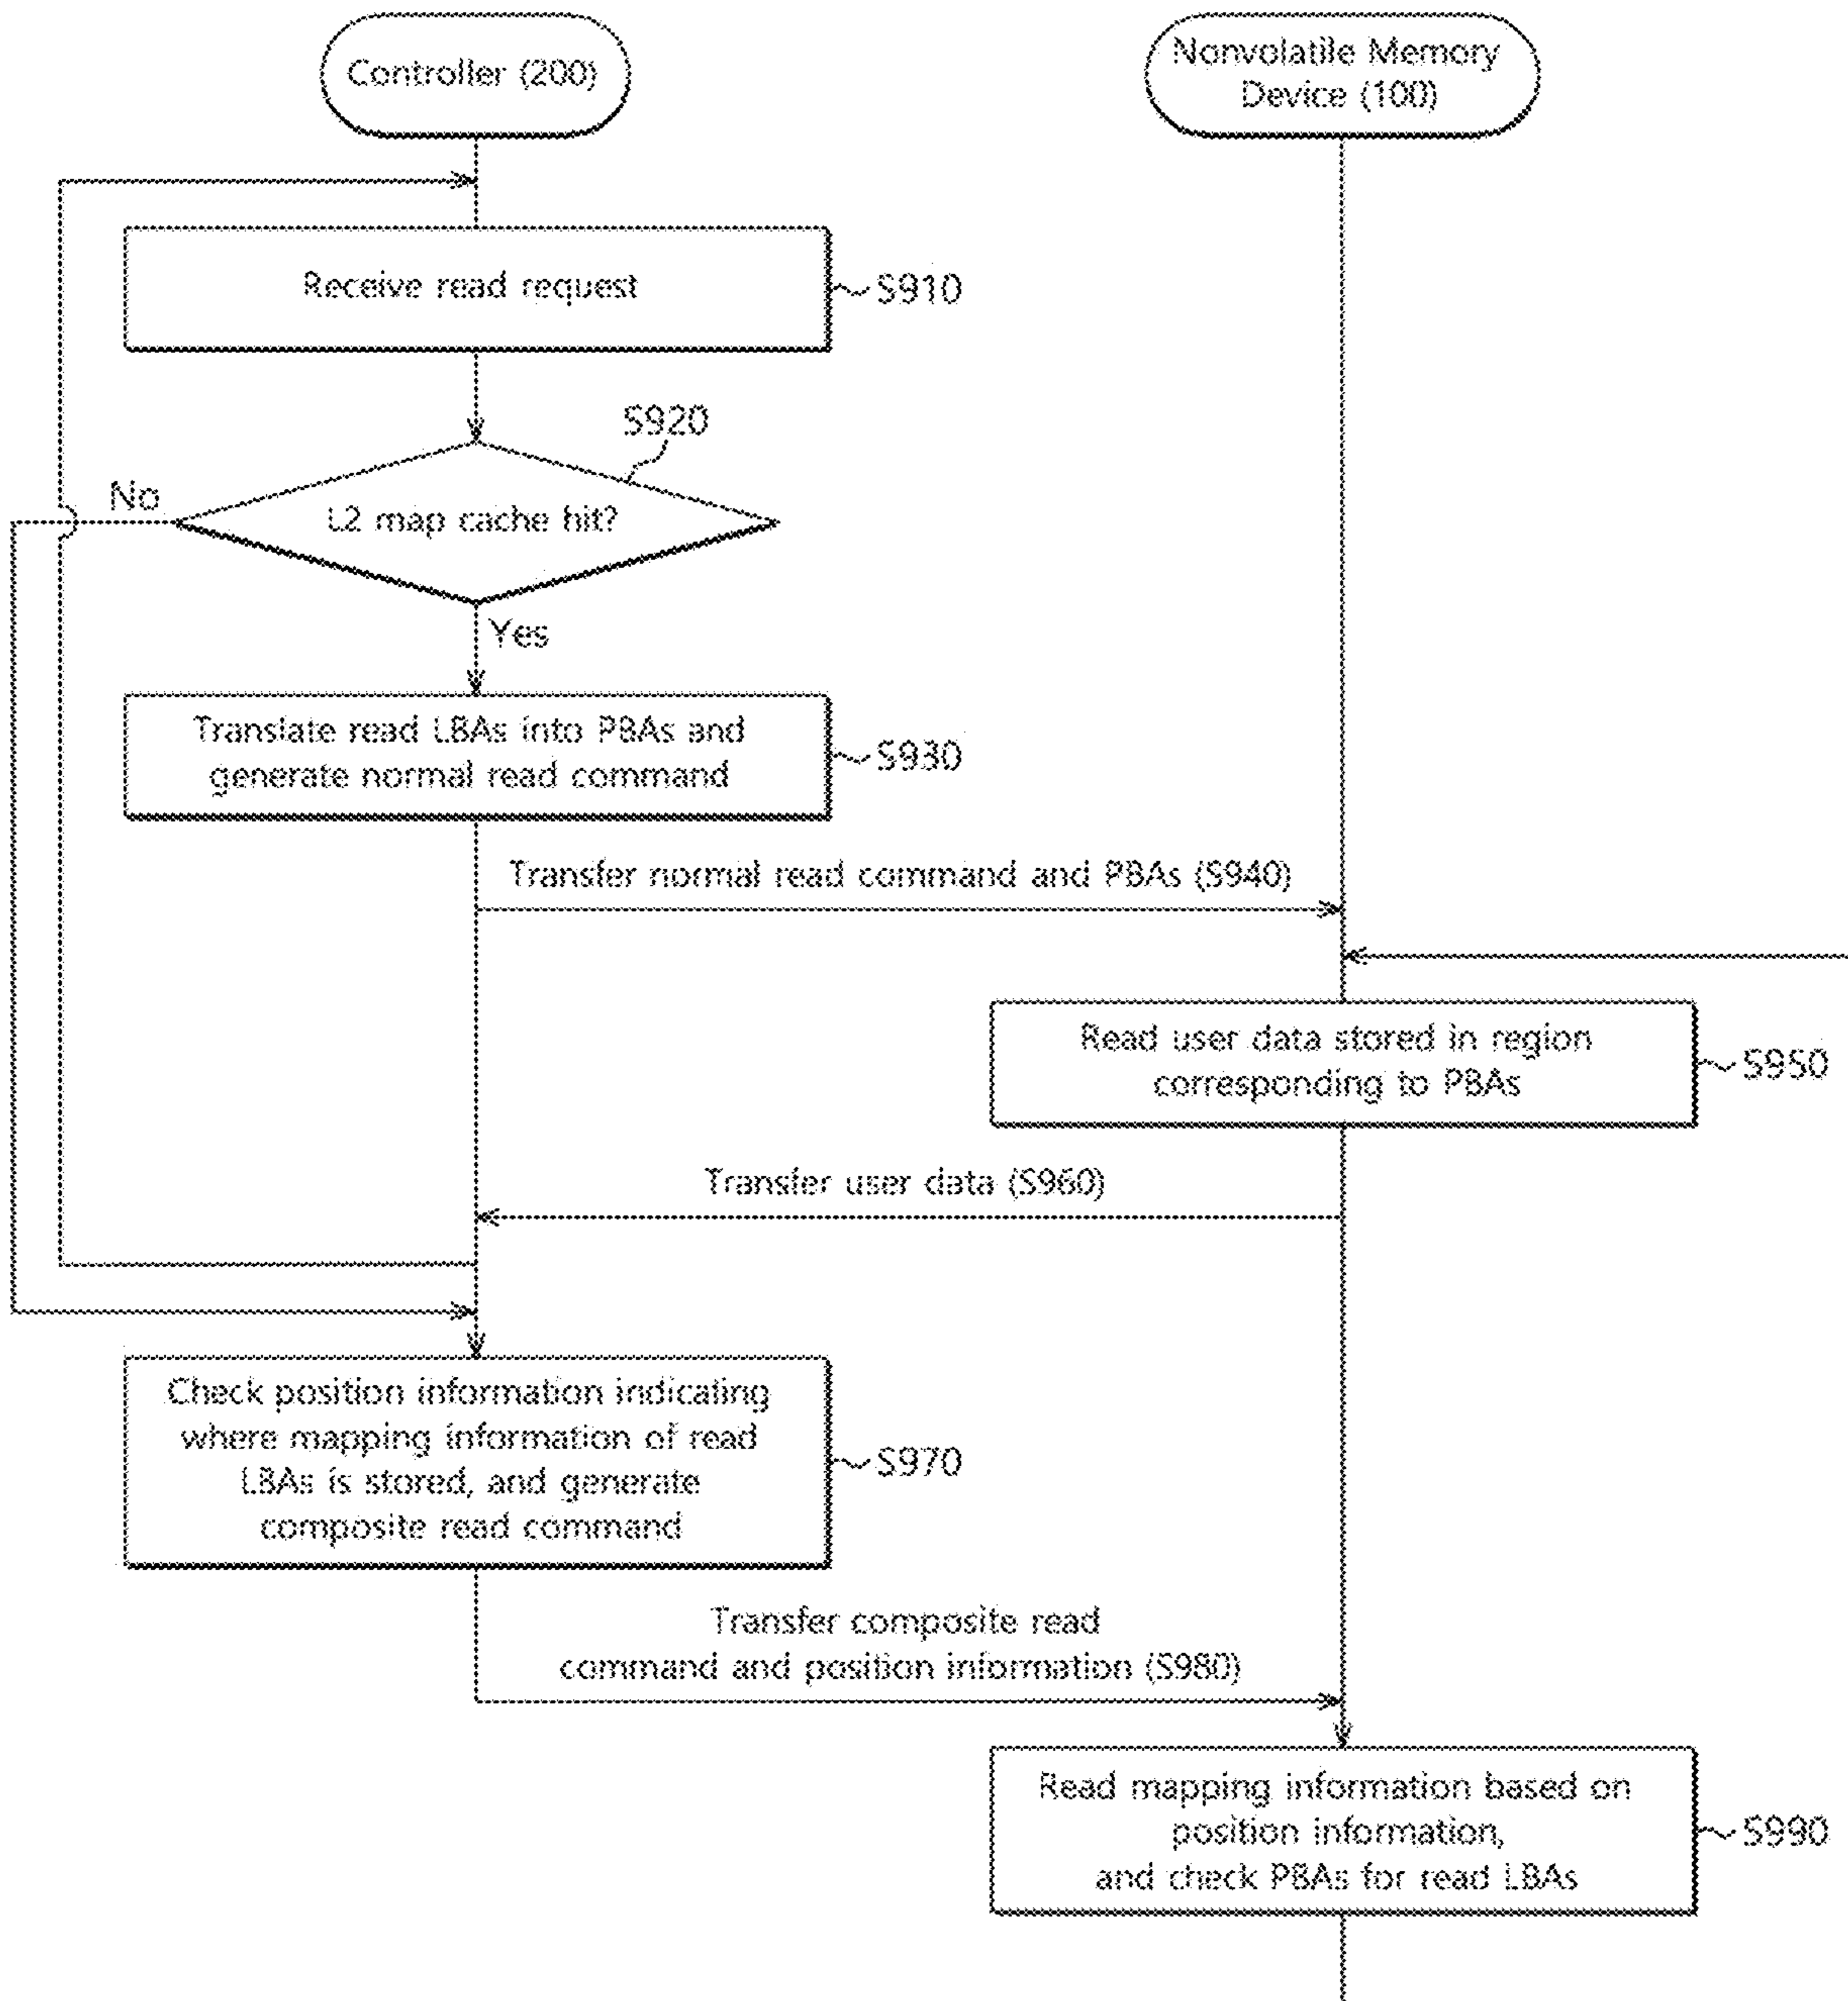 Controller (200)
Nonvolatile Memory
Device (100)
Receive read request
S910
S920
No
L2 map cache hit?
Yes
Translate read LBAs into PBAs and
generate normal read command
S930
Transfer normal read command and PBAs (S940)
Read user data stored in region
corresponding to PBAs
S950
Transfer user data (S960)
Check position information indicating
where mapping information of read
LBAs is stored, and generate
composite read command
S970
Transfer composite read
command and position information (S980)
Read mapping information based on
position information,
and check PBAs for read LBAs
S990